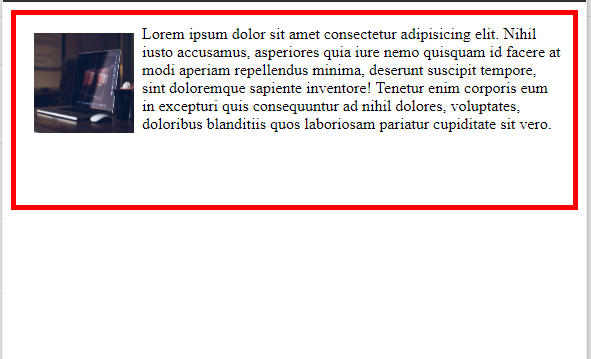 Lorem ipsum dolor sit amet consectetur adipisicing elit. Nihil
iusto accusamus, asperiores quia iure nemo quisquam id facere at
modi aperiam repellendus minima, deserunt suscipit tempore,
sint doloremque sapiente inventore! Tenetur enim corporis eum
in excepturi quis consequuntur ad nihil dolores, voluptates,
doloribus blanditiis quos laboriosam pariatur cupiditate sit vero.